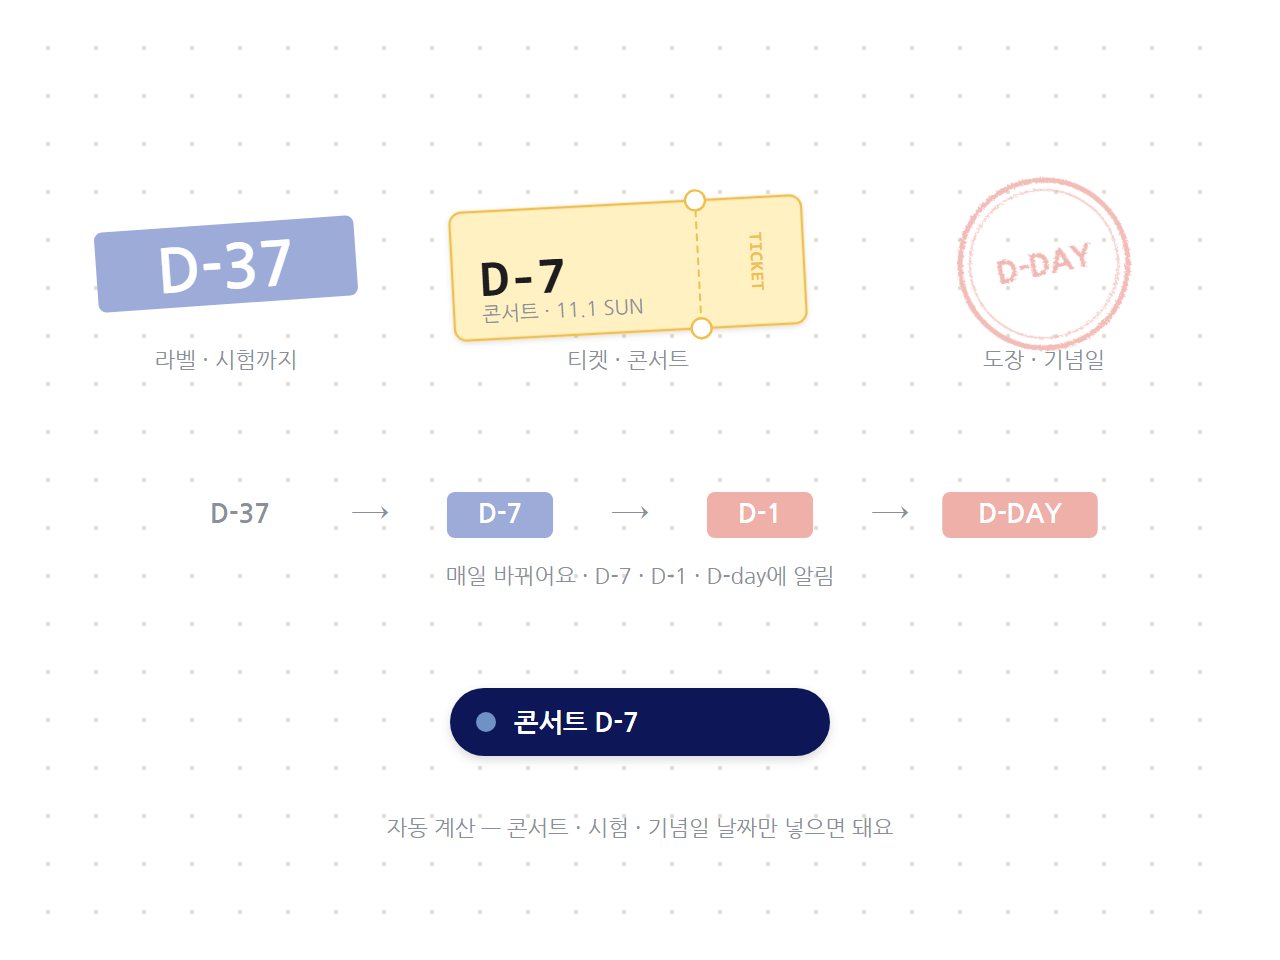 D-37
D-7
콘서트 · 11.1 SUN
TICKET
D-DAY
라벨 · 시험까지
티켓 · 콘서트
도장 · 기념일
D-37 → D-7 → D-1 → D-DAY
매일 바뀌어요 · D-7 · D-1 · D-day에 알림
콘서트 D-7
자동 계산 — 콘서트 · 시험 · 기념일 날짜만 넣으면 돼요